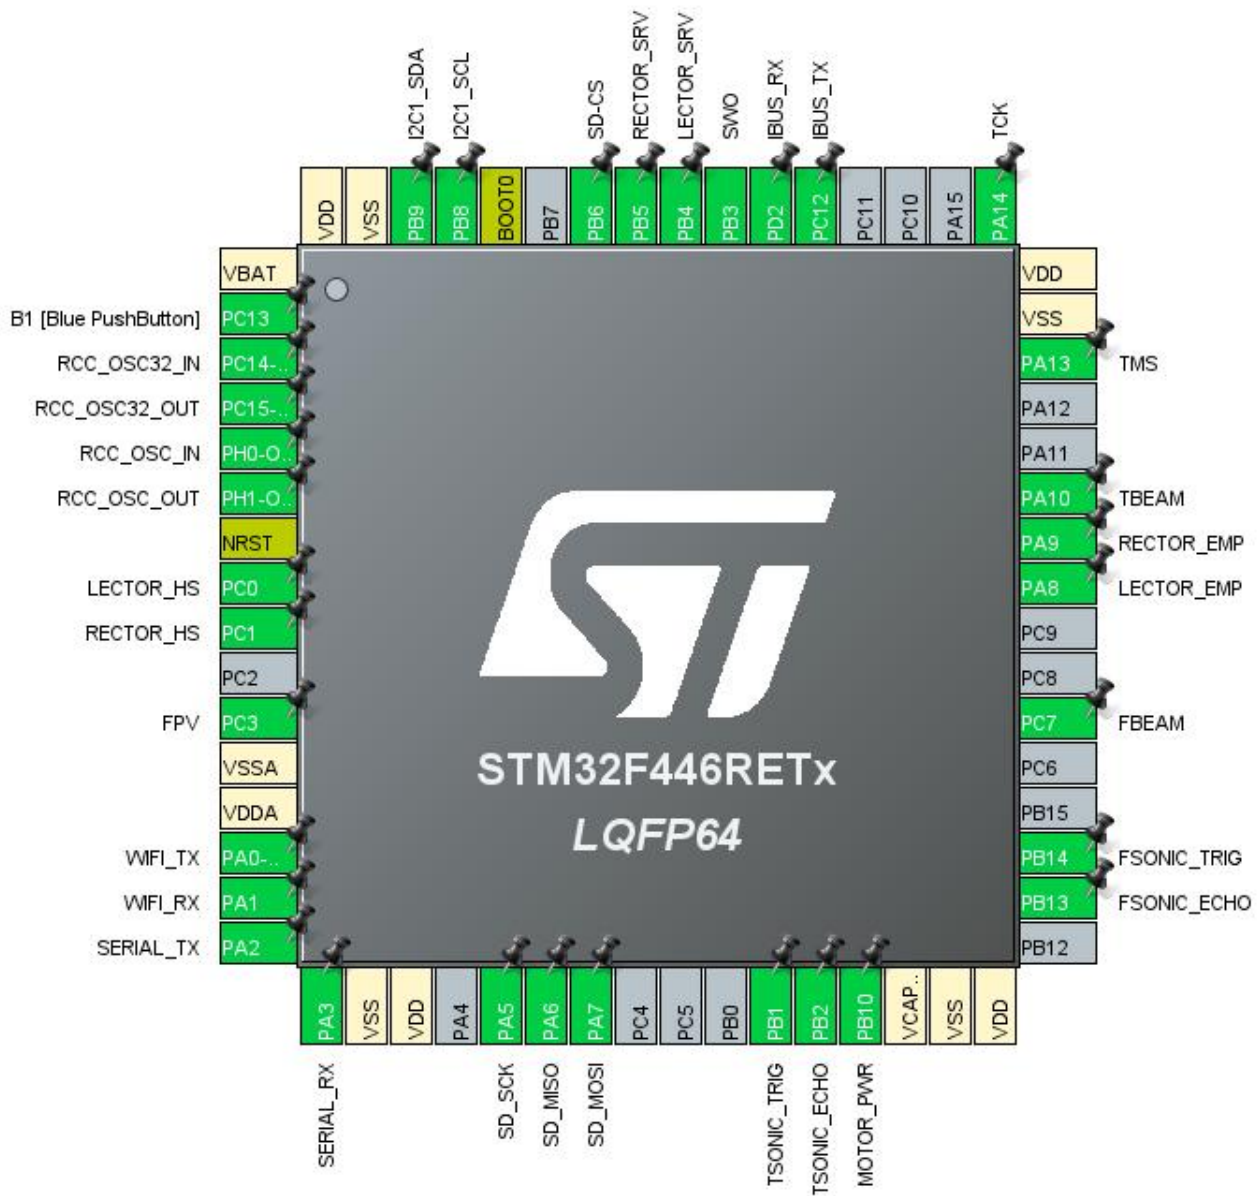 I2C1_SDA
I2C1_SCL
SD-CS
RECTOR_SRV
LECTOR_SRV
SWO
IBUS_RX
IBUS_TX
TCK
VDD
VSS
PB9
PB8
BOOT0
PB7
PB6
PB5
PB4
PB3
PD2
PC12
PC11
PC10
PA15
PA14
VBAT
B1 [Blue PushButton] PC13
RCC_OSC32_IN PC14-..
RCC_OSC32_OUT PC15-..
RCC_OSC_IN PH0-O..
RCC_OSC_OUT PH1-O..
NRST
LECTOR_HS PC0
RECTOR_HS PC1
PC2
FPV PC3
VSSA
VDDA
WIFI_TX PA0-..
WIFI_RX PA1
SERIAL_TX PA2
STM32F446RETx
LQFP64
VDD
VSS
PA13 TMS
PA12
PA11
PA10 TBEAM
PA9 RECTOR_EMP
PA8 LECTOR_EMP
PC9
PC8
PC7 FBEAM
PC6
PB15
PB14 FSONIC_TRIG
PB13 FSONIC_ECHO
PB12
PA3
VSS
VDD
PA4
PA5
PA6
PA7
PC4
PC5
PB0
PB1
PB2
PB10
VCAP..
VSS
VDD
SERIAL_RX
SD_SCK
SD_MISO
SD_MOSI
TSONIC_TRIG
TSONIC_ECHO
MOTOR_PWR